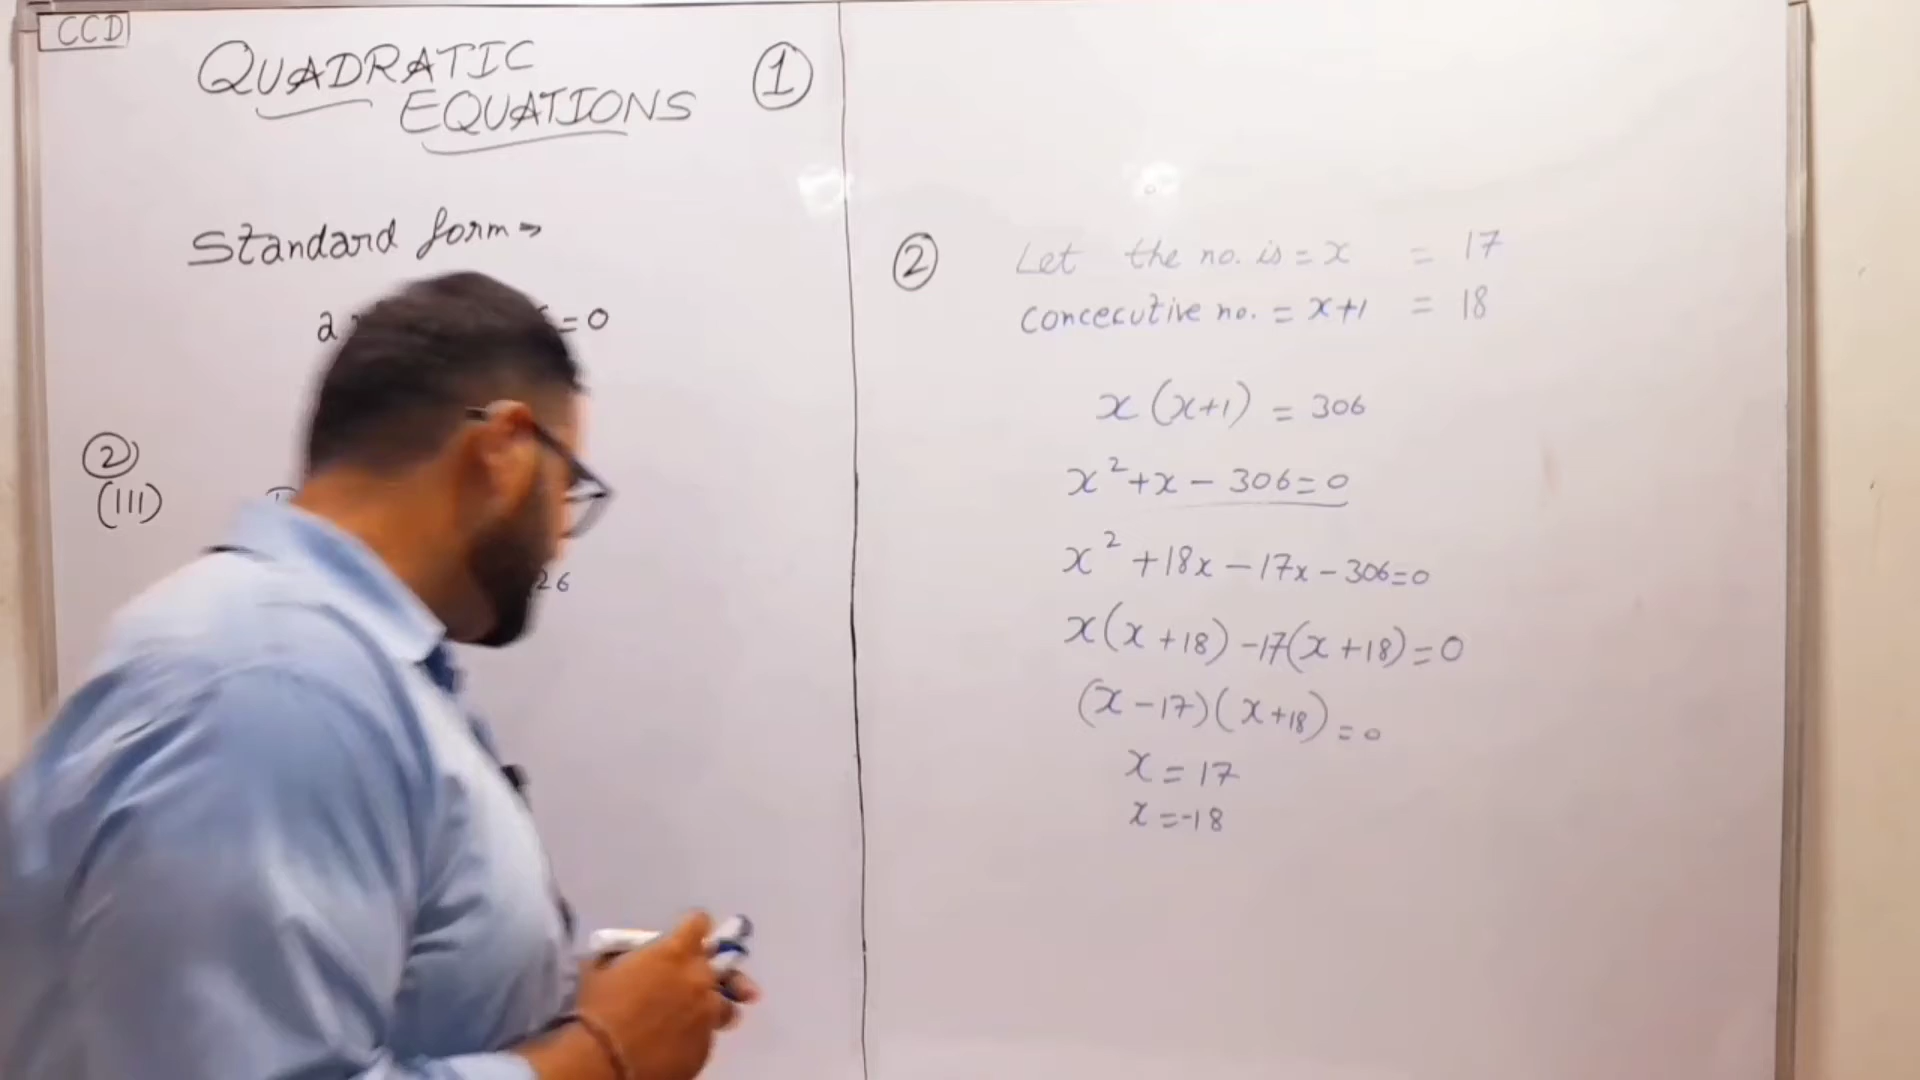 CCD
QUADRATIC
EQUATIONS
1
Standard form →
a =0
2
(III)
26
2 Let the no. is = x = 17
concecutive no. = x+1 = 18
x (x+1) = 306
x²+x - 306=0
x² +18x -17x - 306=0
x(x +18) -17(x +18)=0
(x -17)(x+18) =0
x = 17
x =-18